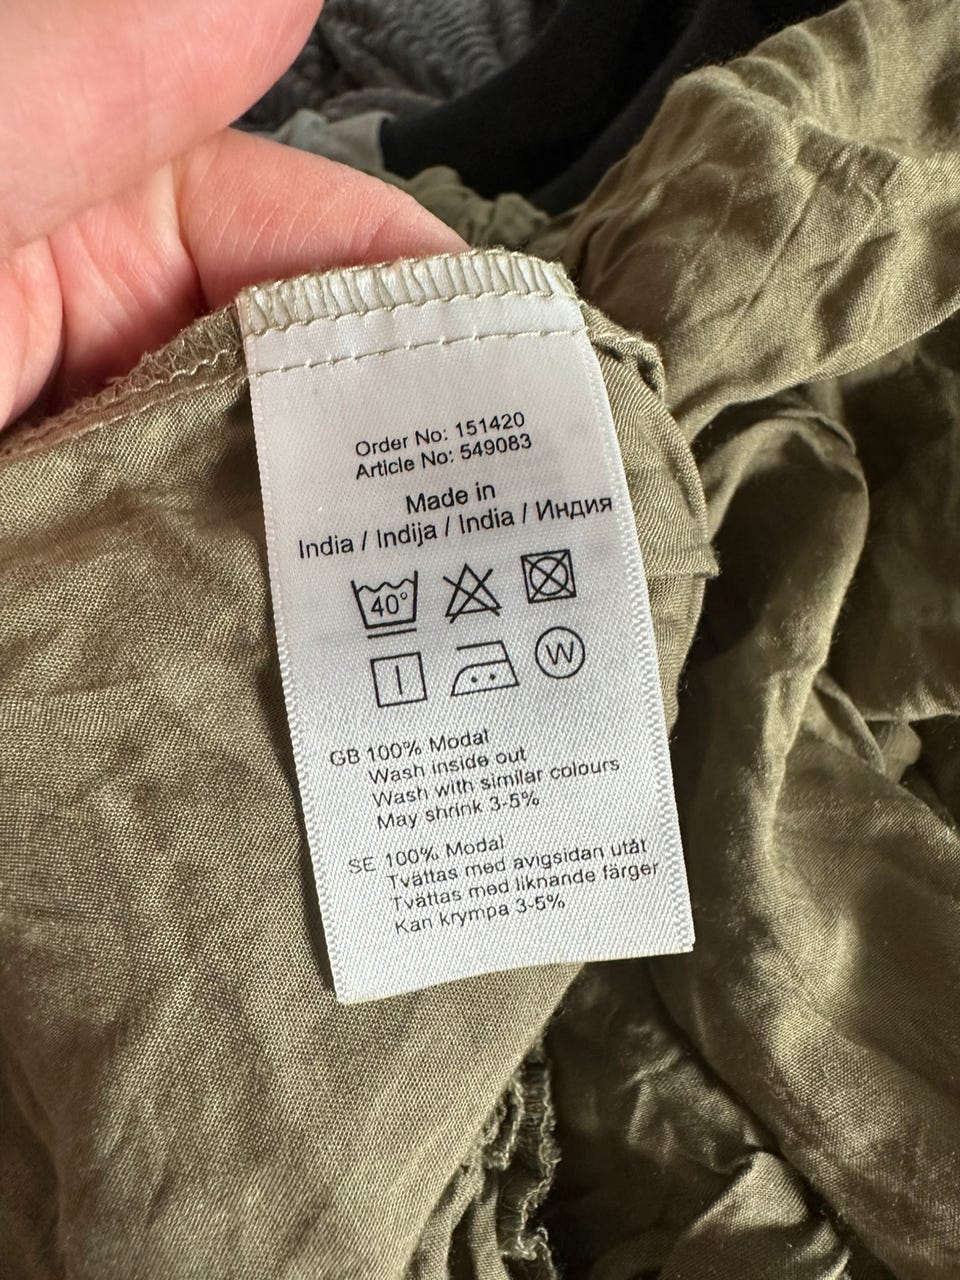 Order No: 151420
Article No: 549083
Made in
India / Indija / India / Индия
40°
W
GB 100% Modal
Wash inside out
Wash with similar colours
May shrink 3-5%
SE 100% Modal
Tvättas med avigsidan utåt
Tvättas med liknande färger
Kan krympa 3-5%